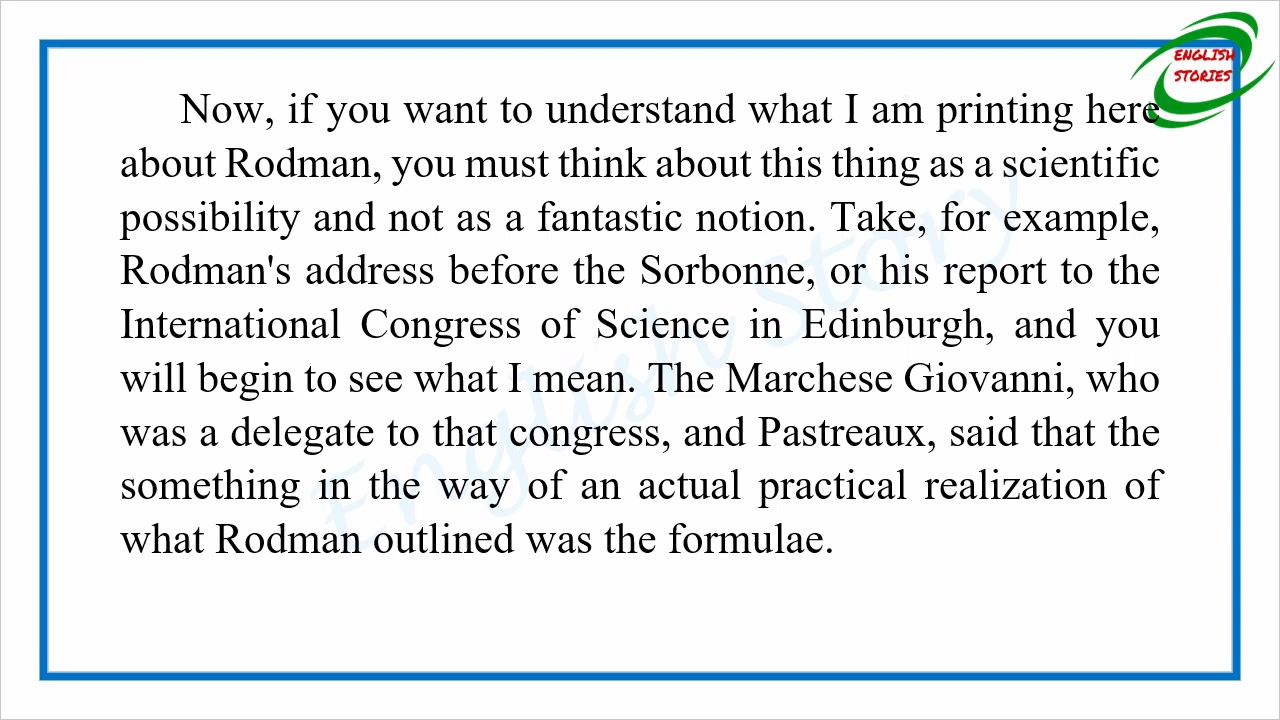 ENGLISH
STORIES
Now, if you want to understand what I am printing here
about Rodman, you must think about this thing as a scientific
possibility and not as a fantastic notion. Take, for example,
Rodman's address before the Sorbonne, or his report to the
International Congress of Science in Edinburgh, and you
will begin to see what I mean. The Marchese Giovanni, who
was a delegate to that congress, and Pastreaux, said that the
something in the way of an actual practical realization of
what Rodman outlined was the formulae.
English Story